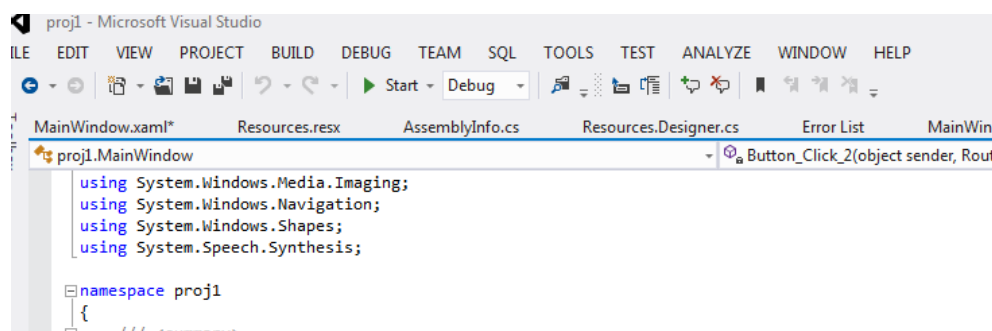 proj1 - Microsoft Visual Studio
ILE EDIT VIEW PROJECT BUILD DEBUG TEAM SQL TOOLS TEST ANALYZE WINDOW HELP
Start Debug
MainWindow.xaml* Resources.resx AssemblyInfo.cs Resources.Designer.cs Error List MainWin
proj1.MainWindow Button_Click_2(object sender, Rout
using System.Windows.Media.Imaging;
using System.Windows.Navigation;
using System.Windows.Shapes;
using System.Speech.Synthesis;
namespace proj1
{